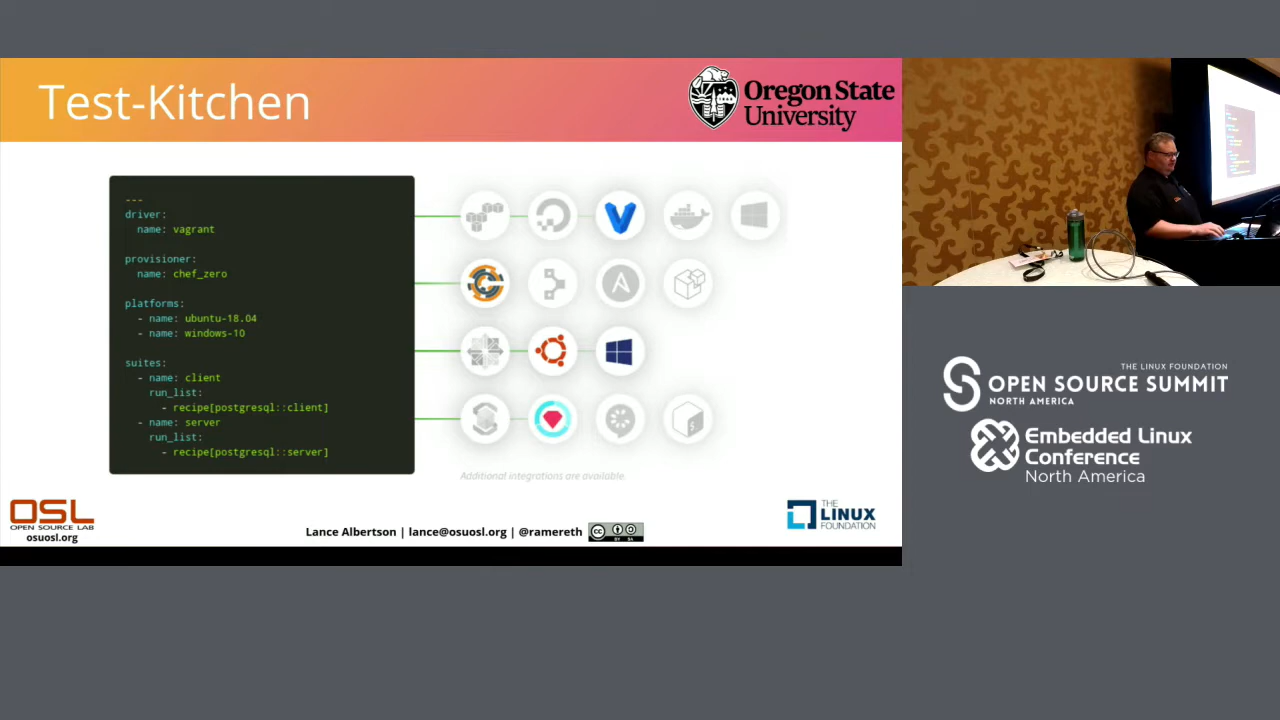 Test-Kitchen
Oregon State
University
---
driver:
name: vagrant
provisioner:
name: chef_zero
platforms:
- name: ubuntu-18.04
- name: windows-10
suites:
- name: client
run_list:
- recipe[postgresql::client]
- name: server
run_list:
- recipe[postgresql::server]
Additional integrations are available.
OSL
OPEN SOURCE LAB
osuosl.org
Lance Albertson | lance@osuosl.org | @ramereth
CC
BY SA
THE
LINUX
FOUNDATION
THE LINUX FOUNDATION
OPEN SOURCE SUMMIT
NORTH AMERICA
Embedded Linux
Conference
North America